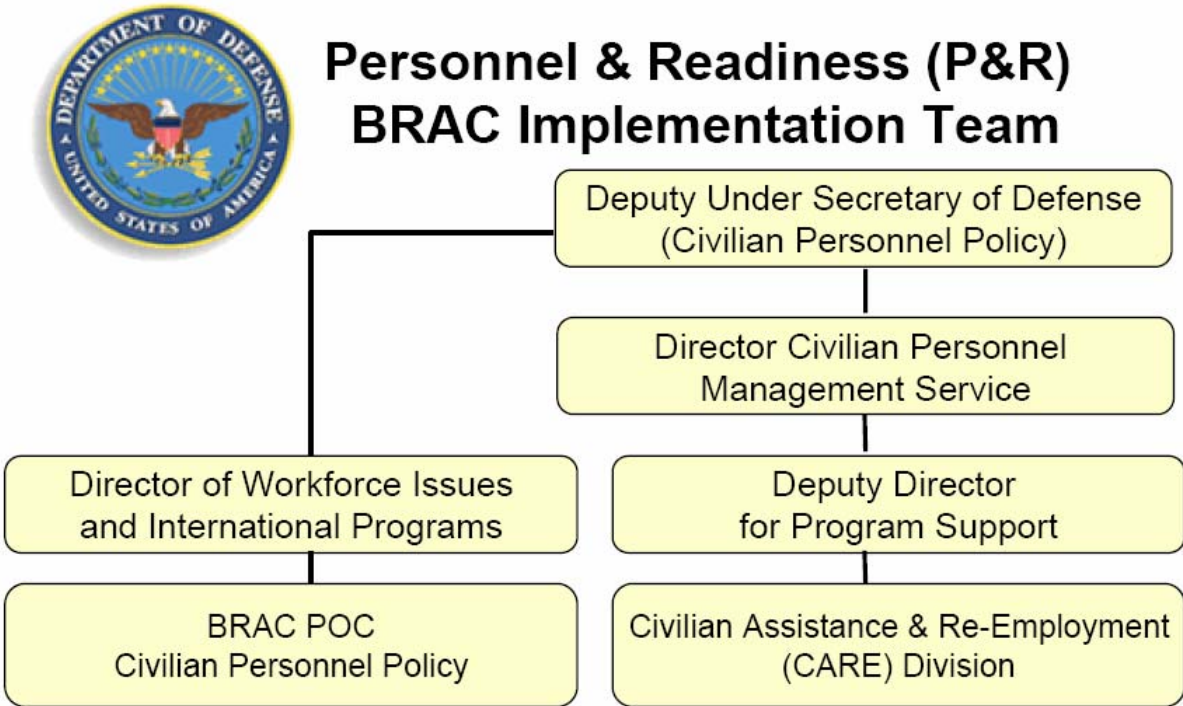 DEPARTMENT OF DEFENSE
UNITED STATES OF AMERICA
Personnel & Readiness (P&R)
BRAC Implementation Team
Deputy Under Secretary of Defense
(Civilian Personnel Policy)
Director Civilian Personnel
Management Service
Director of Workforce Issues
and International Programs
Deputy Director
for Program Support
BRAC POC
Civilian Personnel Policy
Civilian Assistance & Re-Employment
(CARE) Division